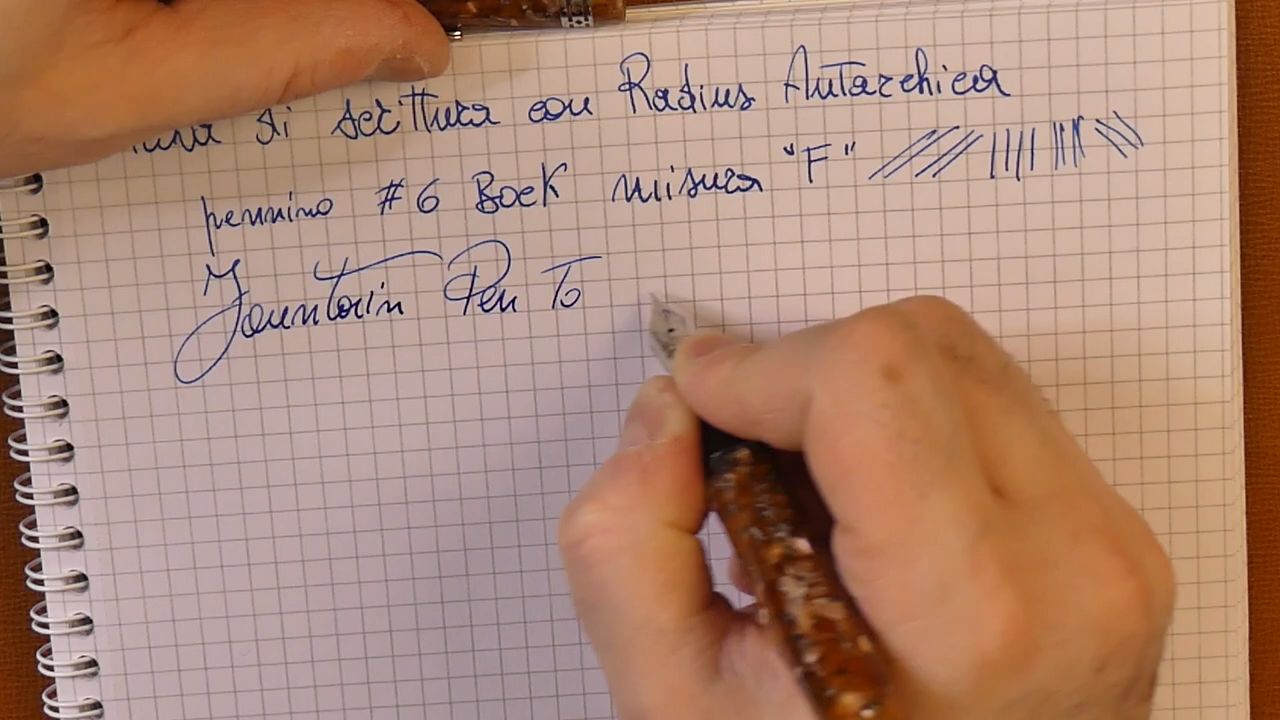 di scrittura con Radius Autarchica
pennino #6 Bock misura "F"
Fountain Pen To